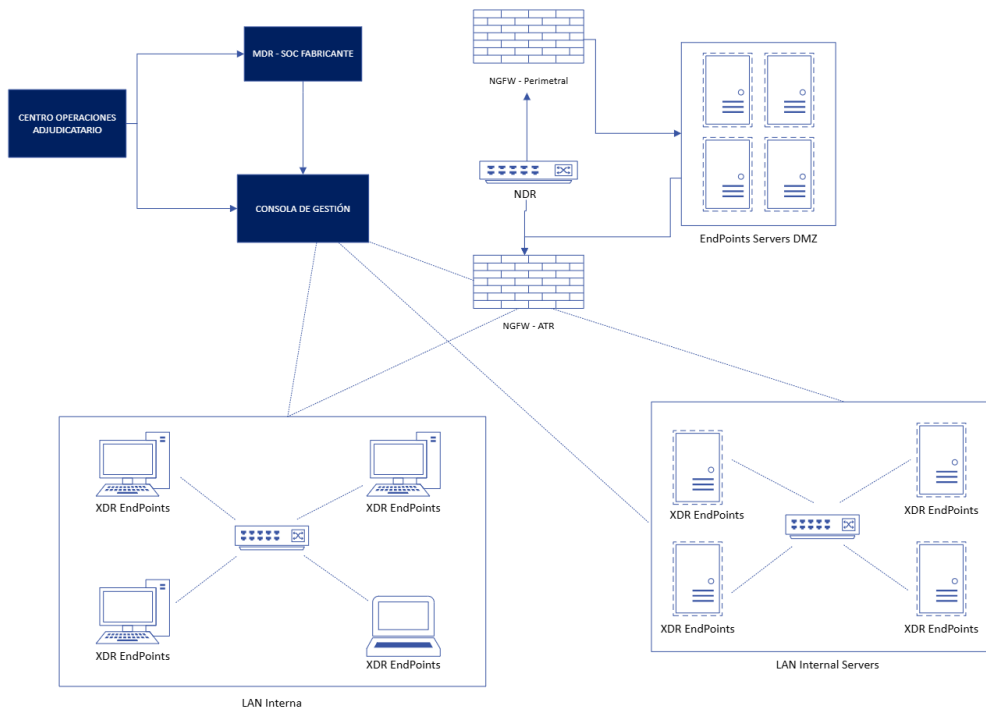 MDR - SOC FABRICANTE
CENTRO OPERACIONES
ADJUDICATARIO
CONSOLA DE GESTIÓN
NGFW - Perimetral
NDR
EndPoints Servers DMZ
NGFW - ATR
XDR EndPoints
XDR EndPoints
XDR EndPoints
XDR EndPoints
LAN Interna
XDR EndPoints
XDR EndPoints
XDR EndPoints
XDR EndPoints
LAN Internal Servers